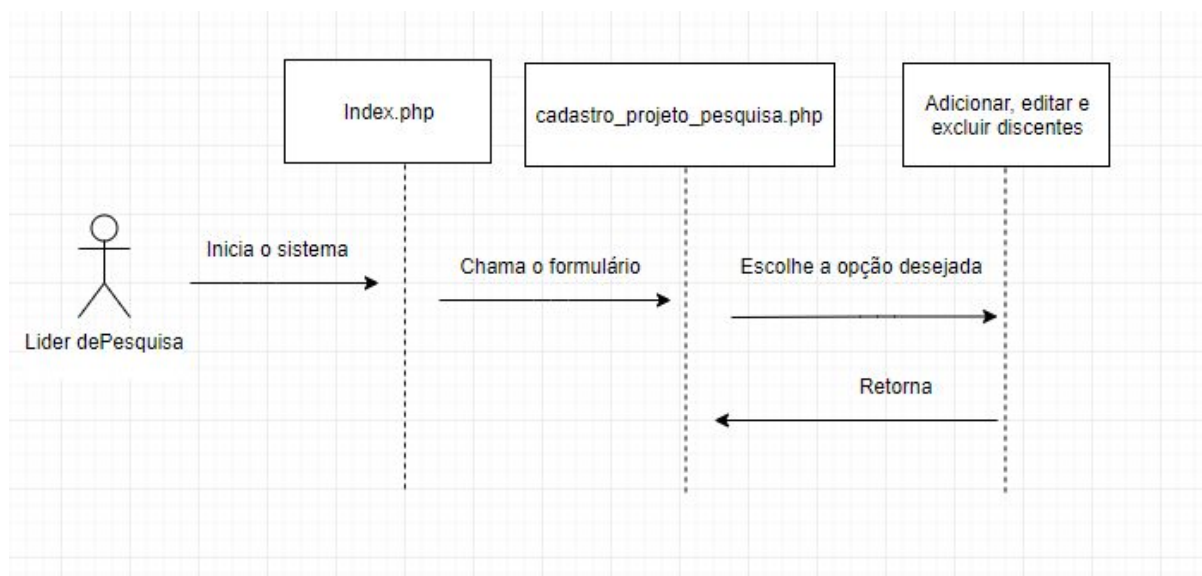 Index.php
cadastro_projeto_pesquisa.php
Adicionar, editar e
excluir discentes
Inicia o sistema
Chama o formulário
Escolhe a opção desejada
Lider dePesquisa
Retorna